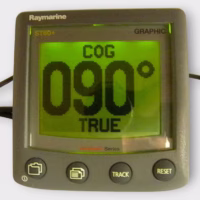 Raymarine
ST60+ GRAPHIC
COG
090°
TRUE
TRACK RESET